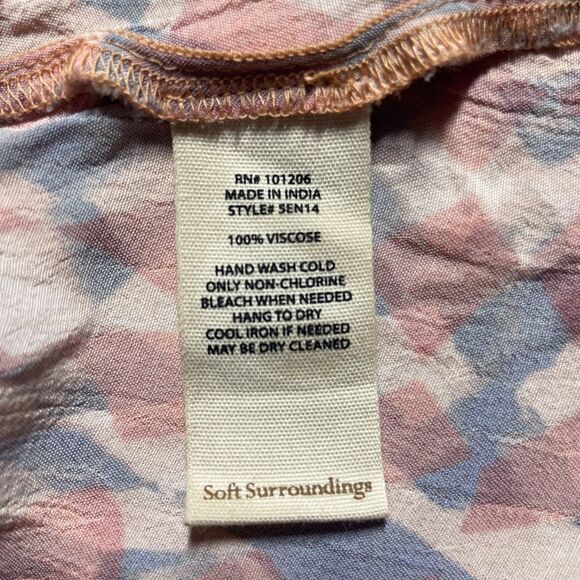 RN# 101206
MADE IN INDIA
STYLE# 5EN14
100% VISCOSE
HAND WASH COLD
ONLY NON-CHLORINE
BLEACH WHEN NEEDED
HANG TO DRY
COOL IRON IF NEEDED
MAY BE DRY CLEANED
Soft Surroundings